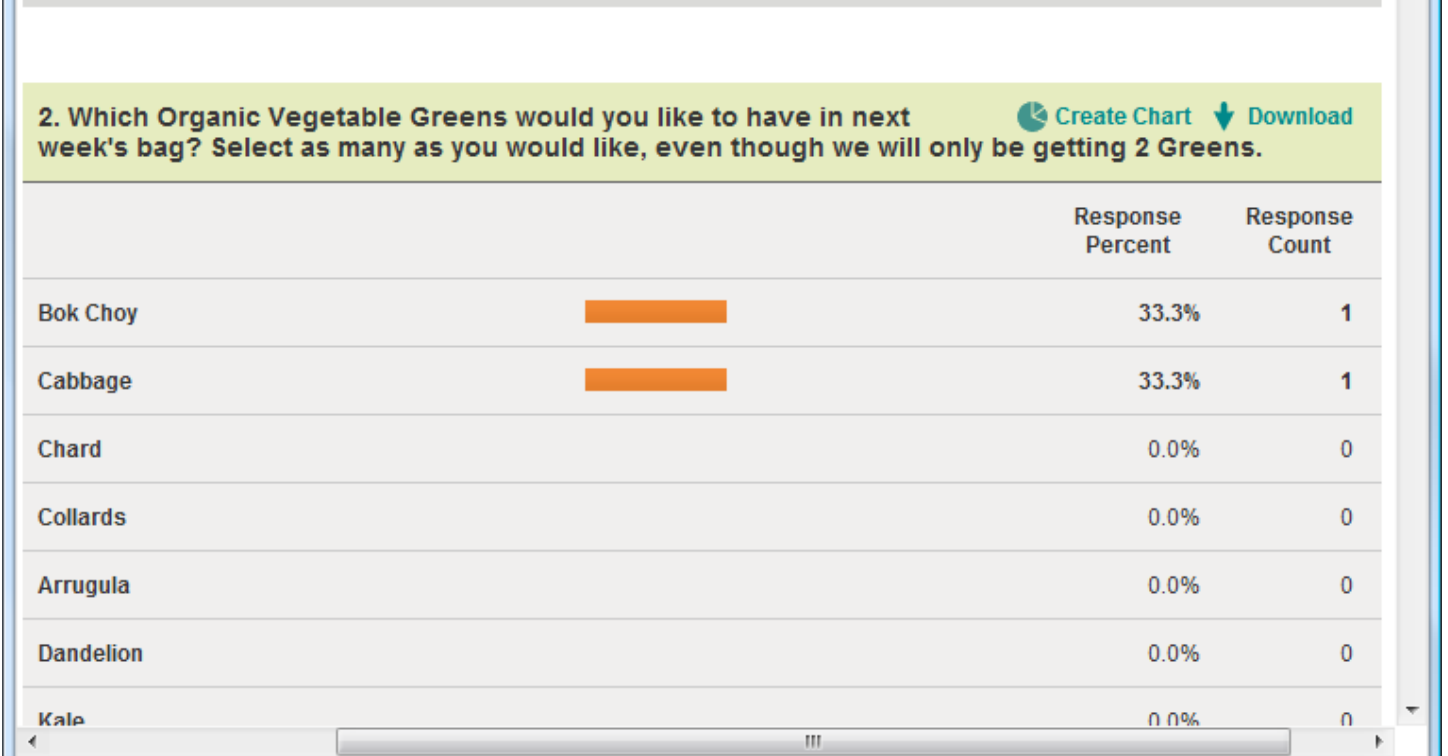 2. Which Organic Vegetable Greens would you like to have in next
Create Chart Download
week's bag? Select as many as you would like, even though we will only be getting 2 Greens.
Response Percent Response Count
Bok Choy 33.3% 1
Cabbage 33.3% 1
Chard 0.0% 0
Collards 0.0% 0
Arrugula 0.0% 0
Dandelion 0.0% 0
Kale 0.0% 0